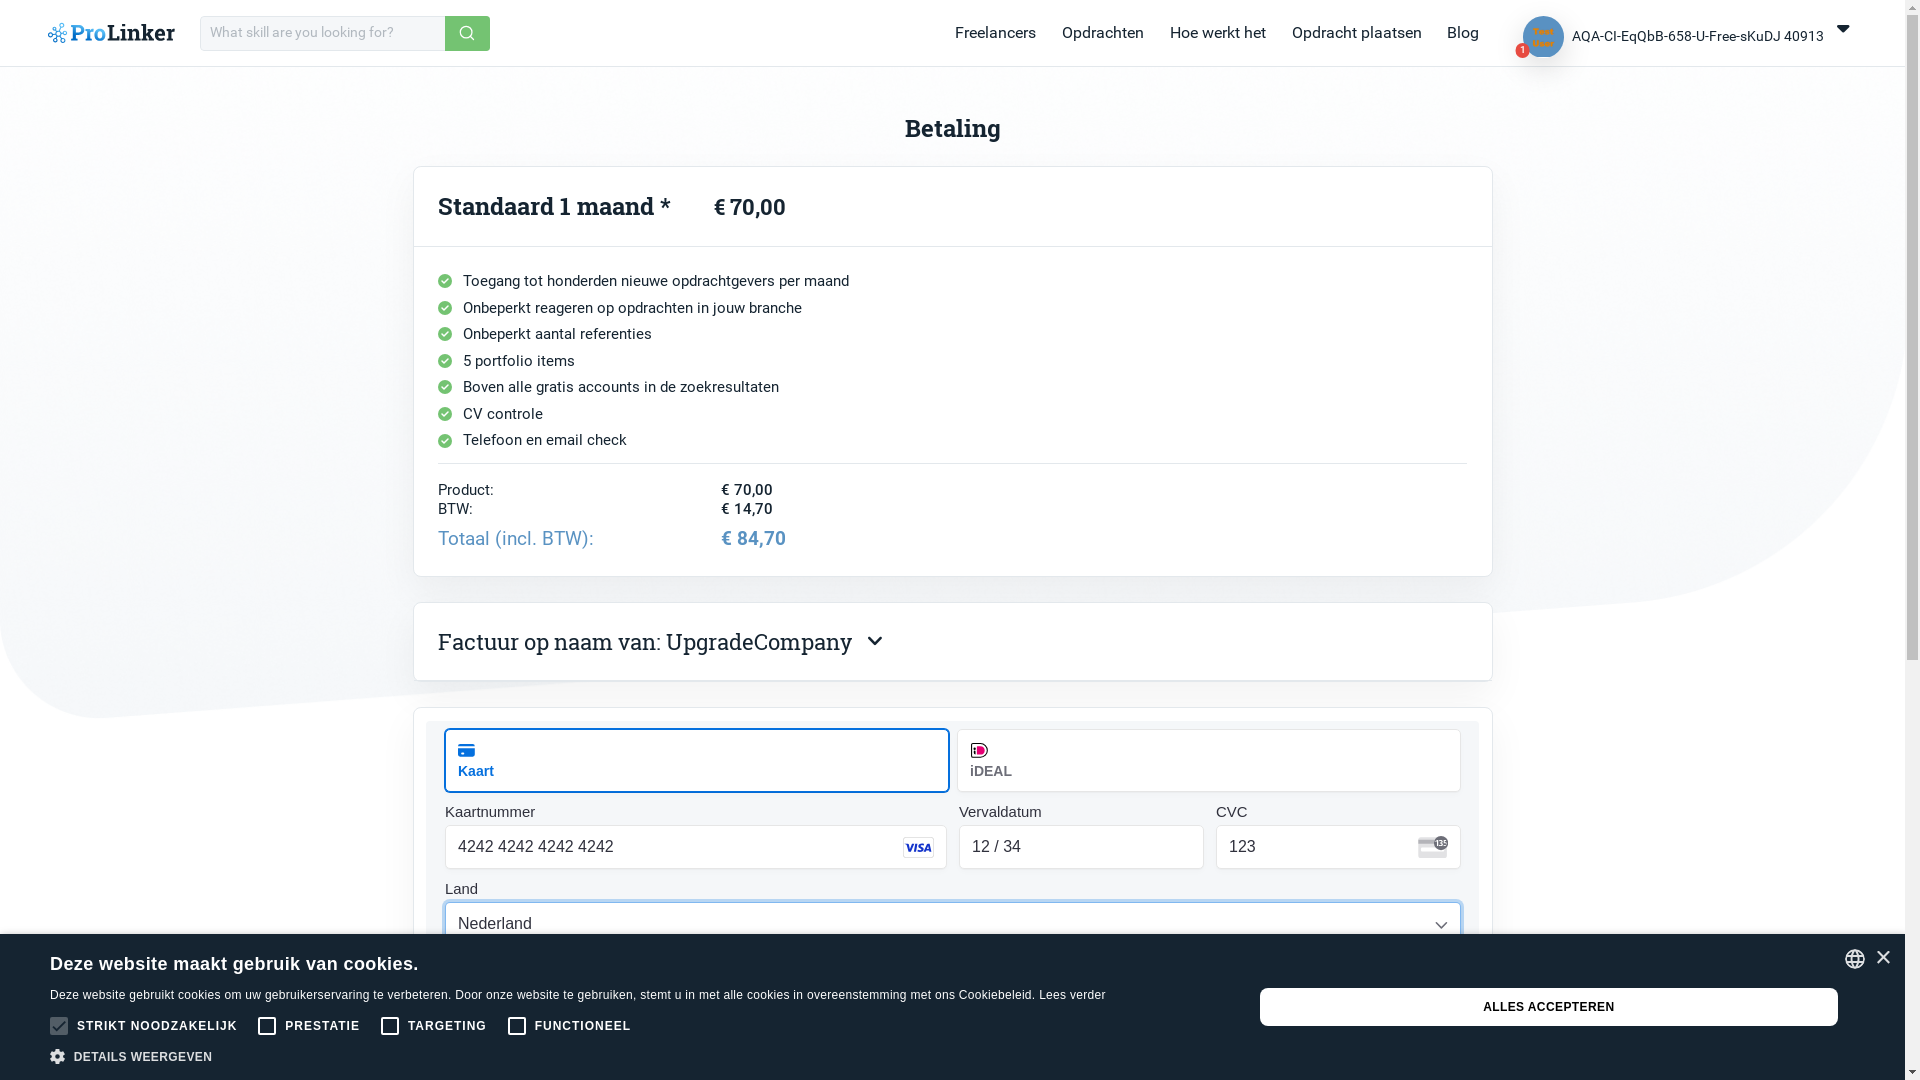 ProLinker
What skill are you looking for?
Freelancers
Opdrachten
Hoe werkt het
Opdracht plaatsen
Blog
Test User
1
AQA-CI-EqQbB-658-U-Free-sKuDJ 40913
Betaling
Standaard 1 maand * € 70,00
Toegang tot honderden nieuwe opdrachtgevers per maand
Onbeperkt reageren op opdrachten in jouw branche
Onbeperkt aantal referenties
5 portfolio items
Boven alle gratis accounts in de zoekresultaten
CV controle
Telefoon en email check
Product: € 70,00
BTW: € 14,70
Totaal (incl. BTW): € 84,70
Factuur op naam van: UpgradeCompany
Kaart
iDEAL
Kaartnummer
Vervaldatum
CVC
4242 4242 4242 4242
VISA
12 / 34
123
135
Land
Nederland
Deze website maakt gebruik van cookies.
Deze website gebruikt cookies om uw gebruikerservaring te verbeteren. Door onze website te gebruiken, stemt u in met alle cookies in overeenstemming met ons Cookiebeleid. Lees verder
STRIKT NOODZAKELIJK
PRESTATIE
TARGETING
FUNCTIONEEL
DETAILS WEERGEVEN
ALLES ACCEPTEREN